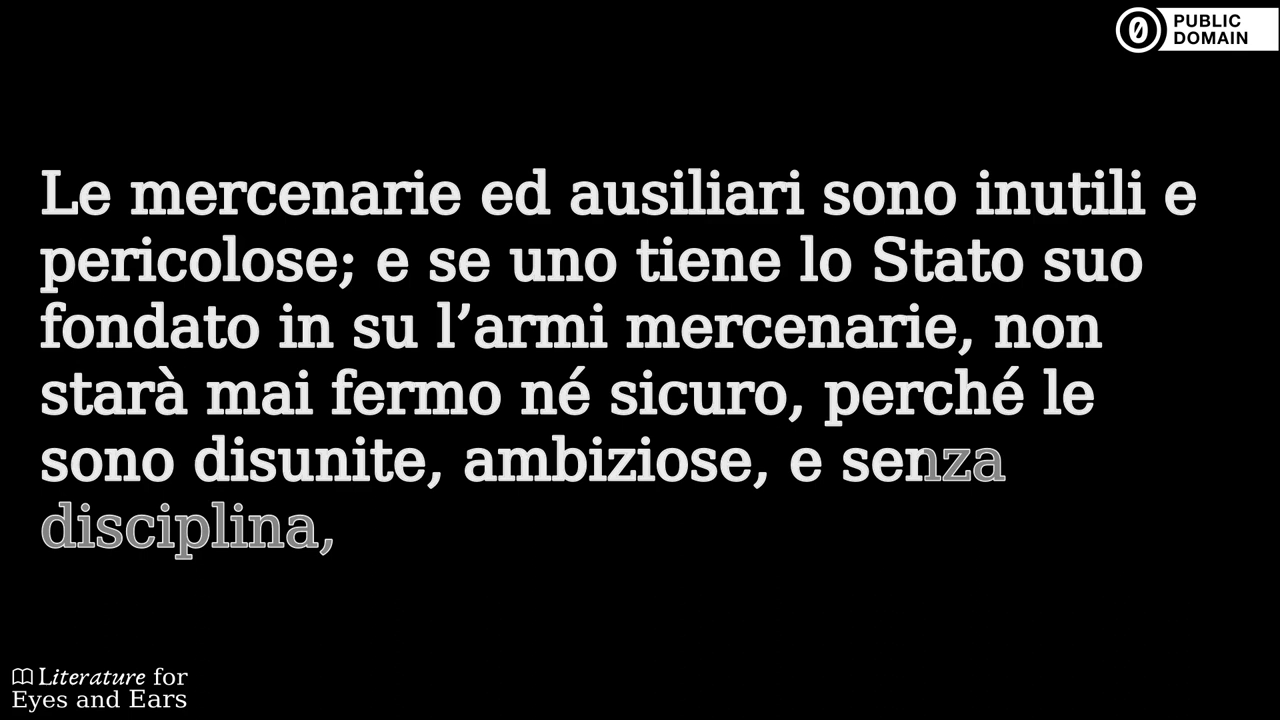 PUBLIC
DOMAIN
Le mercenarie ed ausiliari sono inutili e
pericolose; e se uno tiene lo Stato suo
fondato in su l’armi mercenarie, non
starà mai fermo né sicuro, perché le
sono disunite, ambiziose, e senza
disciplina,
Literature for
Eyes and Ears